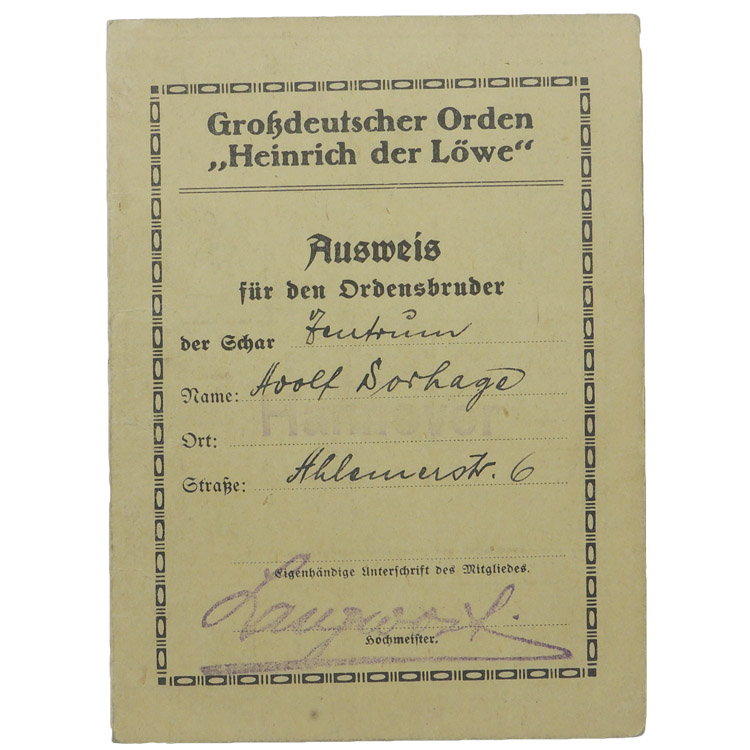 Großdeutscher Orden
„Heinrich der Löwe“
Ausweis
für den Ordensbruder
der Schar Zentrum
Name: Adolf Dorhage
Hannover
Ort:
Straße: Ahlemerstr. 6
Eigenhändige Unterschrift des Mitgliedes.
Hochmeister.